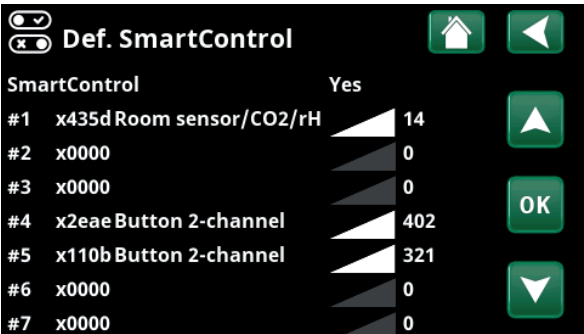 Def. SmartControl
SmartControl Yes
#1 x435d Room sensor/CO2/rH 14
#2 x0000 0
#3 x0000 0
OK
#4 x2eae Button 2-channel 402
#5 x110b Button 2-channel 321
#6 x0000 0
#7 x0000 0